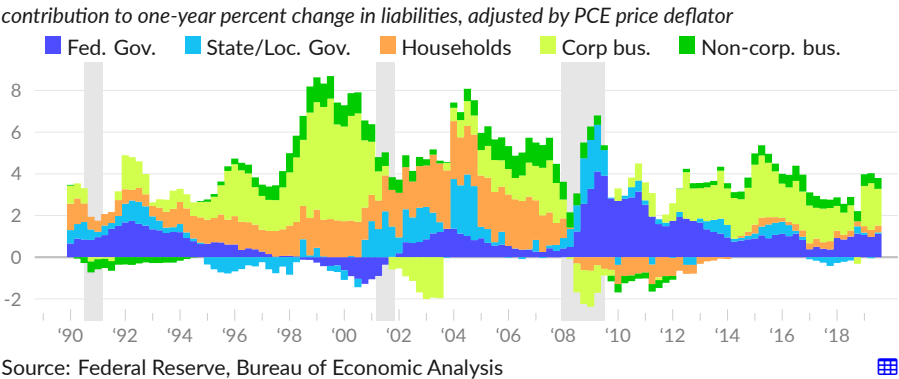 contribution to one-year percent change in liabilities, adjusted by PCE price deflator
Fed. Gov. State/Loc. Gov. Households Corp bus. Non-corp. bus.
8
6
4
2
0
-2
‘90 ‘92 ‘94 ‘96 ‘98 ‘00 ‘02 ‘04 ‘06 ‘08 ‘10 ‘12 ‘14 ‘16 ‘18
Source: Federal Reserve, Bureau of Economic Analysis